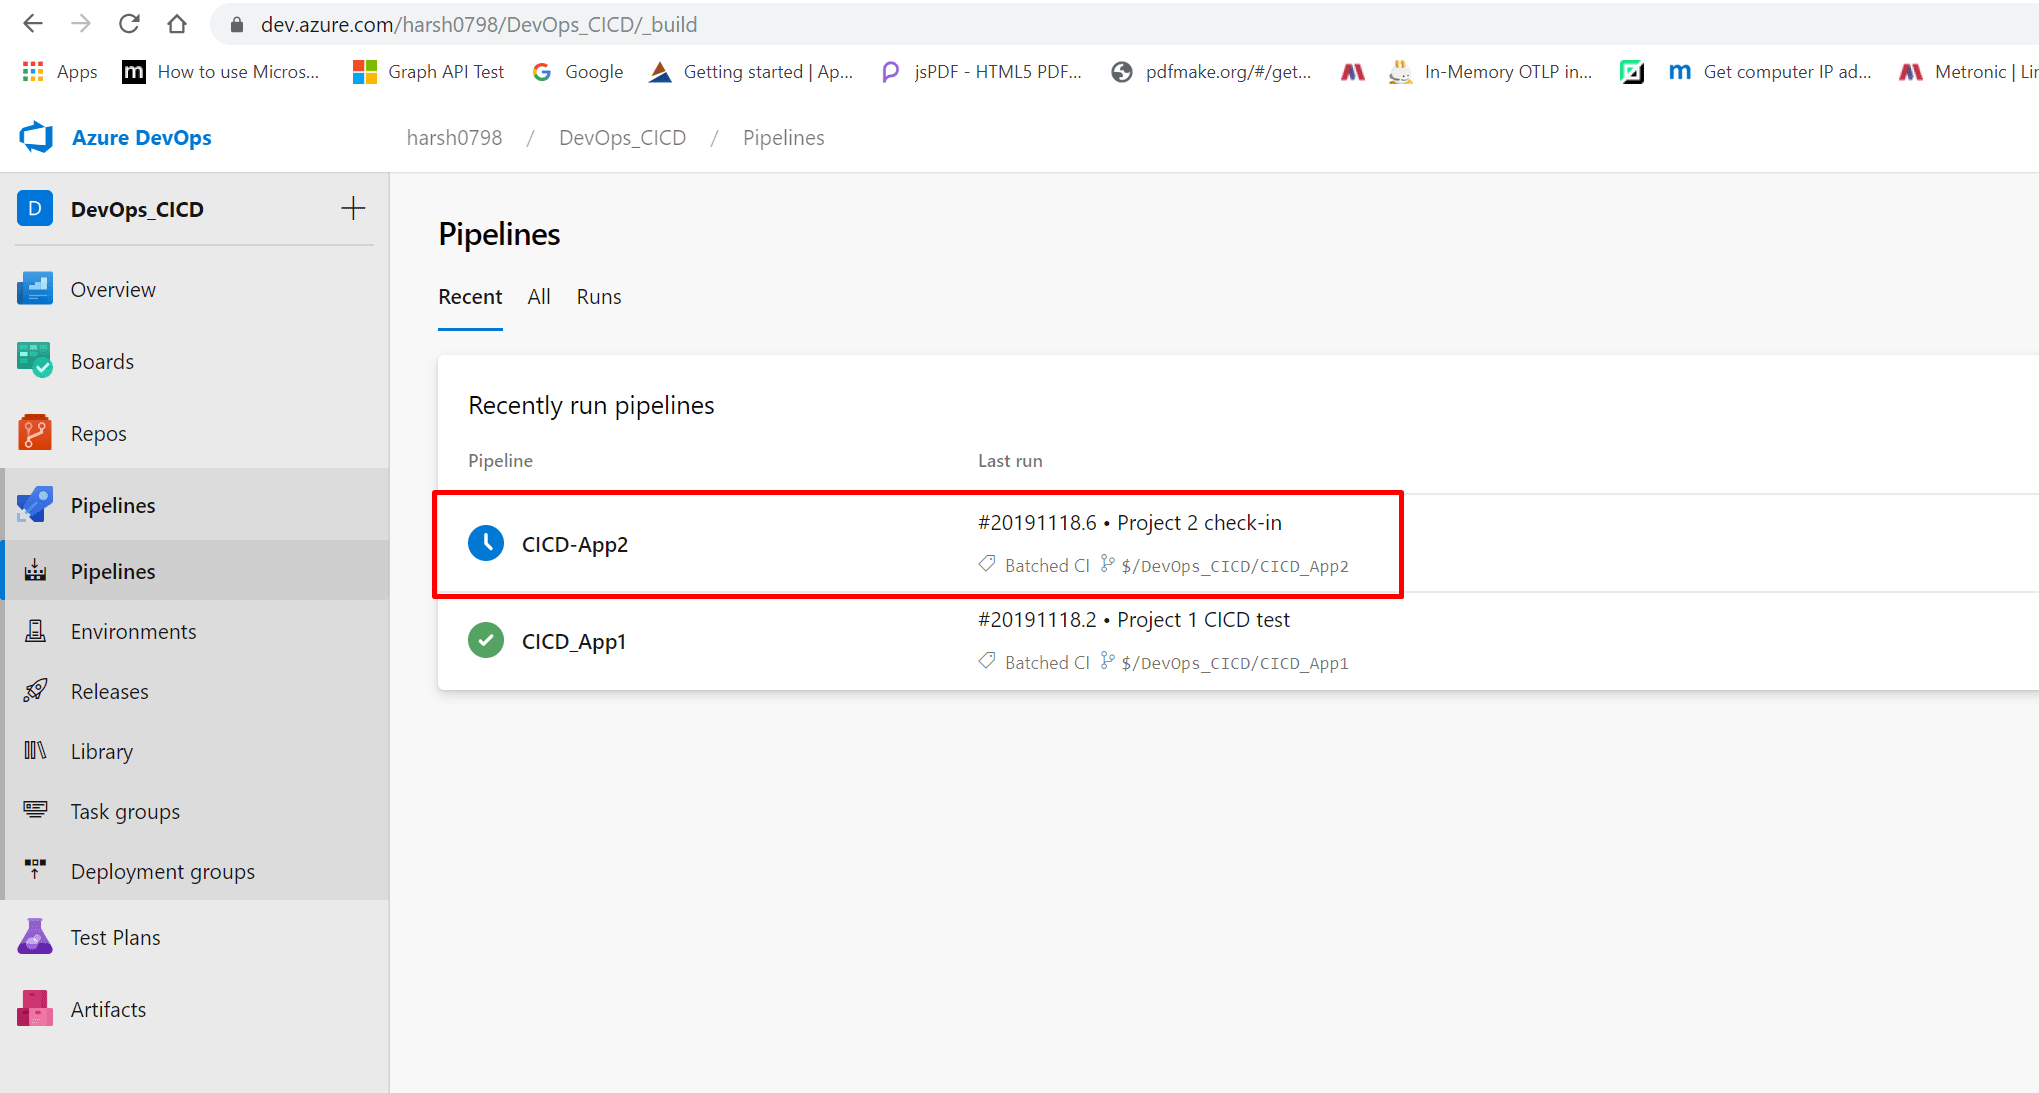 dev.azure.com/harsh0798/DevOps_CICD/_build
Apps
m How to use Micros...
Graph API Test
Google
Getting started | Ap...
jsPDF - HTML5 PDF...
pdfmake.org/#/get...
In-Memory OTLP in...
m Get computer IP ad...
Metronic | Lin
Azure DevOps
harsh0798 / DevOps_CICD / Pipelines
D DevOps_CICD
Overview
Boards
Repos
Pipelines
Pipelines
Environments
Releases
Library
Task groups
Deployment groups
Test Plans
Artifacts
Pipelines
Recent All Runs
Recently run pipelines
Pipeline Last run
CICD-App2
#20191118.6 • Project 2 check-in
Batched CI $/DevOps_CICD/CICD_App2
CICD_App1
#20191118.2 • Project 1 CICD test
Batched CI $/DevOps_CICD/CICD_App1